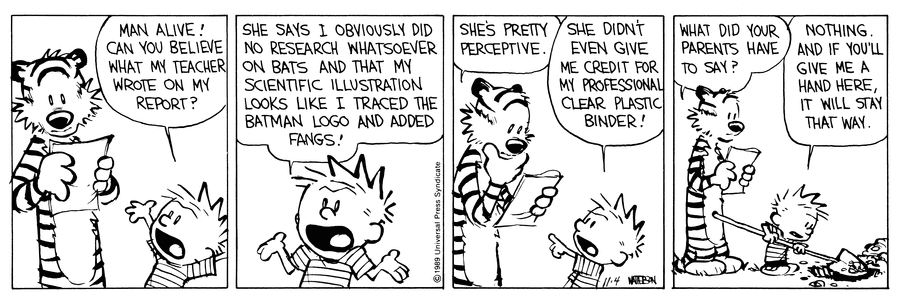 MAN ALIVE!
CAN YOU BELIEVE
WHAT MY TEACHER
WROTE ON MY
REPORT?
SHE SAYS I OBVIOUSLY DID
NO RESEARCH WHATSOEVER
ON BATS AND THAT MY
SCIENTIFIC ILLUSTRATION
LOOKS LIKE I TRACED THE
BATMAN LOGO AND ADDED
FANGS!
© 1989 Universal Press Syndicate
SHE'S PRETTY
PERCEPTIVE.
SHE DIDN'T
EVEN GIVE
ME CREDIT FOR
MY PROFESSIONAL
CLEAR PLASTIC
BINDER!
11·4 WATTERSON
WHAT DID YOUR
PARENTS HAVE
TO SAY?
NOTHING.
AND IF YOU'LL
GIVE ME A
HAND HERE,
IT WILL STAY
THAT WAY.